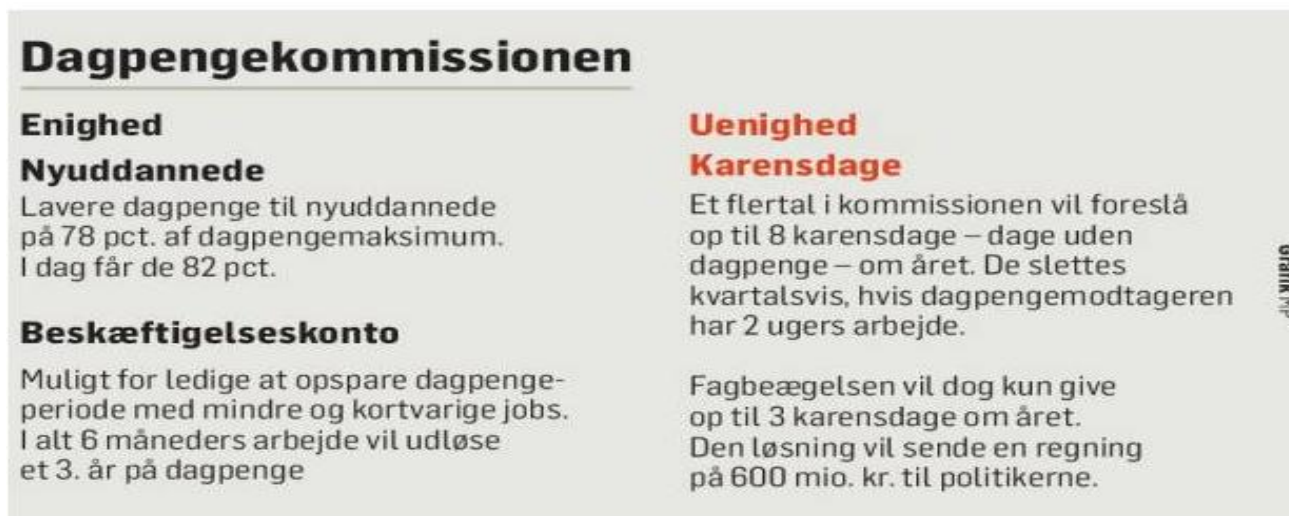 Dagpengekommissionen
Enighed
Nyuddannede
Lavere dagpenge til nyuddannede
på 78 pct. af dagpengemaksimum.
I dag får de 82 pct.
Beskæftigelseskonto
Muligt for ledige at opspare dagpenge-
periode med mindre og kortvarige jobs.
I alt 6 måneders arbejde vil udløse
et 3. år på dagpenge
Uenighed
Karensdage
Et flertal i kommissionen vil foreslå
op til 8 karensdage – dage uden
dagpenge – om året. De slettes
kvartalsvis, hvis dagpengemodtageren
har 2 ugers arbejde.
Fagbeægelsen vil dog kun give
op til 3 karensdage om året.
Den løsning vil sende en regning
på 600 mio. kr. til politikerne.
Grafik MP